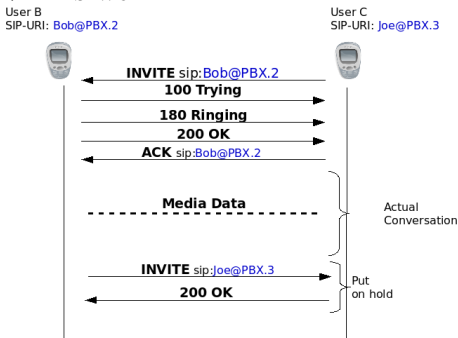 User B
SIP-URI: Bob@PBX.2
User C
SIP-URI: Joe@PBX.3
INVITE sip:Bob@PBX.2
100 Trying
180 Ringing
200 OK
ACK sip:Bob@PBX.2
Media Data
Actual
Conversation
INVITE sip:Joe@PBX.3
200 OK
Put
on hold